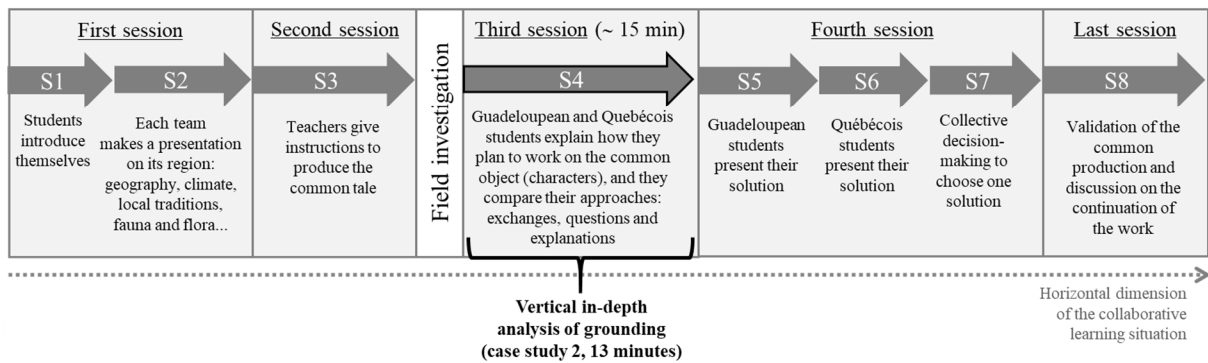 First session
Second session
Field investigation
Third session (~ 15 min)
Fourth session
Last session
S1
S2
S3
S4
S5
S6
S7
S8
Students
introduce
themselves
Each team
makes a presentation
on its region:
geography, climate,
local traditions,
fauna and flora...
Teachers give
instructions to
produce the
common tale
Guadeloupean and Quebécois
students explain how they
plan to work on the common
object (characters), and they
compare their approaches:
exchanges, questions and
explanations
Guadeloupean
students
present their
solution
Québécois
students
present their
solution
Collective
decision-
making to
choose one
solution
Validation of the
common
production and
discussion on the
continuation of
the work
Vertical in-depth
analysis of grounding
(case study 2, 13 minutes)
Horizontal dimension
of the collaborative
learning situation